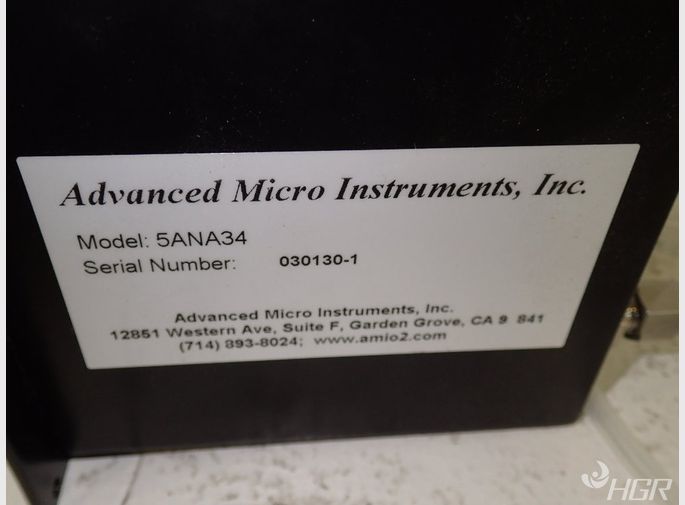 Advanced Micro Instruments, Inc.
Model: 5ANA34
Serial Number: 030130-1
Advanced Micro Instruments, Inc.
12851 Western Ave, Suite F, Garden Grove, CA 9 841
(714) 893-8024; www.amio2.com
HGR